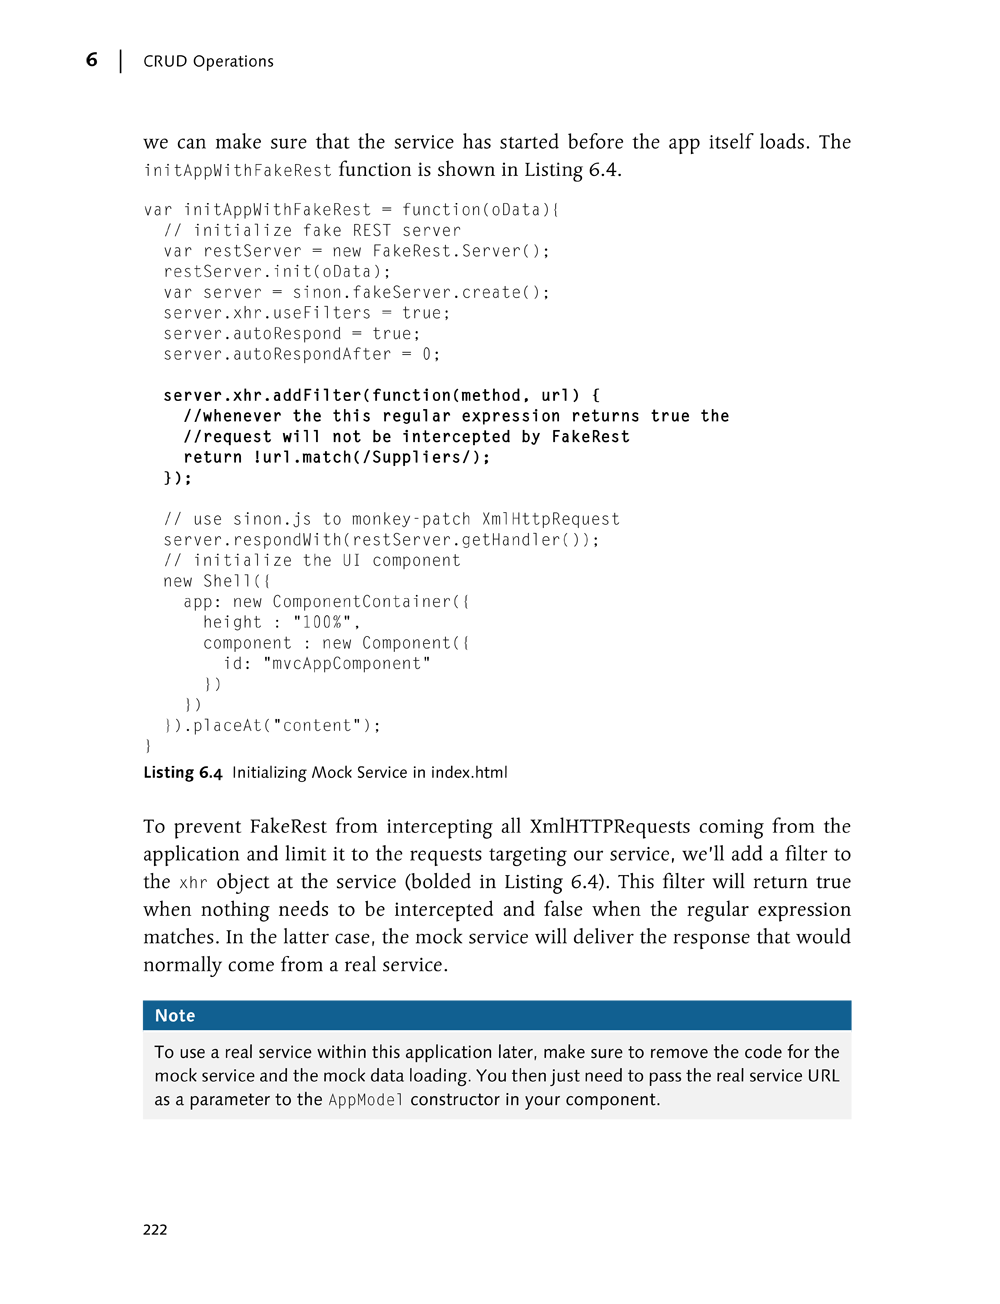 6 | CRUD Operations
we can make sure that the service has started before the app itself loads. The
initAppWithFakeRest function is shown in Listing 6.4.
var initAppWithFakeRest = function(oData){
  // initialize fake REST server
  var restServer = new FakeRest.Server();
  restServer.init(oData);
  var server = sinon.fakeServer.create();
  server.xhr.useFilters = true;
  server.autoRespond = true;
  server.autoRespondAfter = 0;
  server.xhr.addFilter(function(method, url) {
    //whenever the this regular expression returns true the
    //request will not be intercepted by FakeRest
    return !url.match(/Suppliers/);
  });
  // use sinon.js to monkey-patch XmlHttpRequest
  server.respondWith(restServer.getHandler());
  // initialize the UI component
  new Shell({
    app: new ComponentContainer({
      height : "100%",
      component : new Component({
        id: "mvcAppComponent"
      })
    })
  }).placeAt("content");
}
Listing 6.4 Initializing Mock Service in index.html
To prevent FakeRest from intercepting all XmlHTTPRequests coming from the
application and limit it to the requests targeting our service, we'll add a filter to
the xhr object at the service (bolded in Listing 6.4). This filter will return true
when nothing needs to be intercepted and false when the regular expression
matches. In the latter case, the mock service will deliver the response that would
normally come from a real service.
Note
To use a real service within this application later, make sure to remove the code for the
mock service and the mock data loading. You then just need to pass the real service URL
as a parameter to the AppModel constructor in your component.
222